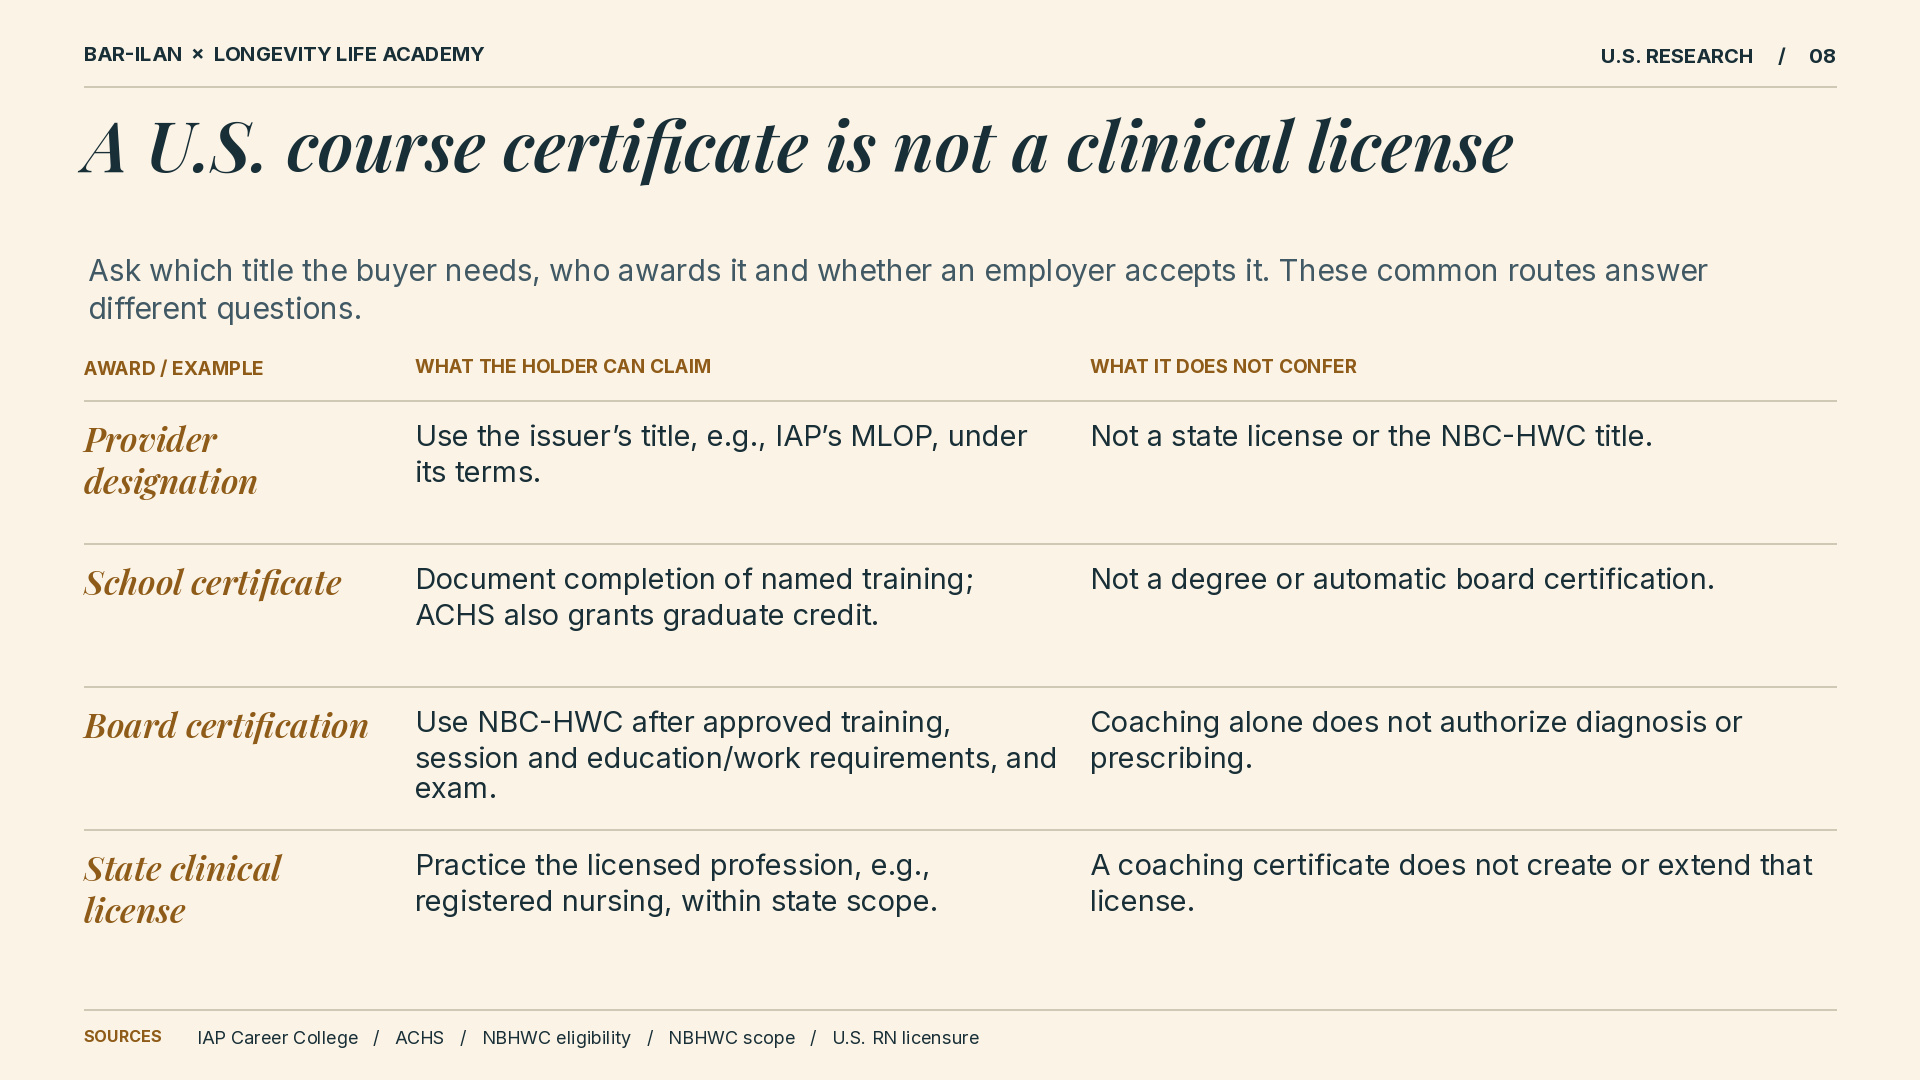 BAR-ILAN × LONGEVITY LIFE ACADEMY
U.S. RESEARCH / 08
A U.S. course certificate is not a clinical license
Ask which title the buyer needs, who awards it and whether an employer accepts it. These common routes answer
different questions.
AWARD / EXAMPLE
WHAT THE HOLDER CAN CLAIM
WHAT IT DOES NOT CONFER
Provider
designation
Use the issuer’s title, e.g., IAP’s MLOP, under
its terms.
Not a state license or the NBC-HWC title.
School certificate
Document completion of named training;
ACHS also grants graduate credit.
Not a degree or automatic board certification.
Board certification
Use NBC-HWC after approved training,
session and education/work requirements, and
exam.
Coaching alone does not authorize diagnosis or
prescribing.
State clinical
license
Practice the licensed profession, e.g.,
registered nursing, within state scope.
A coaching certificate does not create or extend that
license.
SOURCES IAP Career College / ACHS / NBHWC eligibility / NBHWC scope / U.S. RN licensure